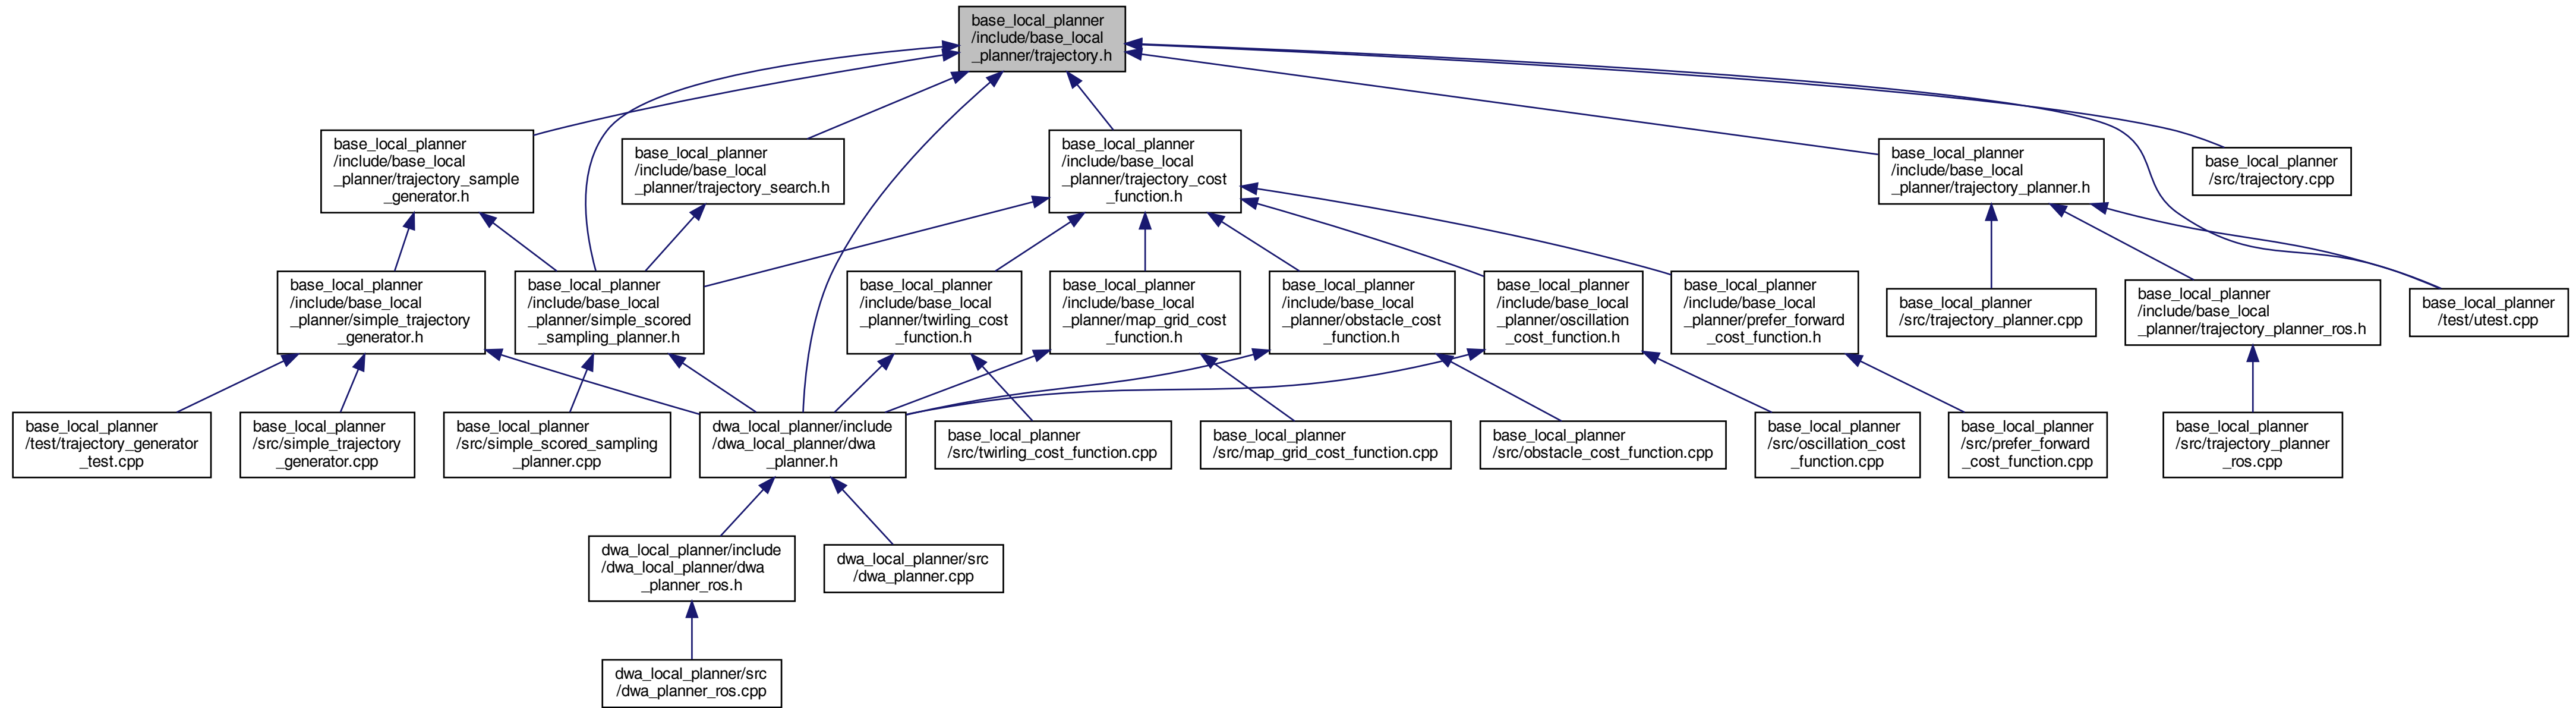 base_local_planner
/include/base_local
_planner/trajectory.h
base_local_planner
/include/base_local
_planner/trajectory_sample
_generator.h
base_local_planner
/include/base_local
_planner/trajectory_search.h
base_local_planner
/include/base_local
_planner/trajectory_cost
_function.h
base_local_planner
/include/base_local
_planner/trajectory_planner.h
base_local_planner
/src/trajectory.cpp
base_local_planner
/include/base_local
_planner/simple_trajectory
_generator.h
base_local_planner
/include/base_local
_planner/simple_scored
_sampling_planner.h
base_local_planner
/include/base_local
_planner/twirling_cost
_function.h
base_local_planner
/include/base_local
_planner/map_grid_cost
_function.h
base_local_planner
/include/base_local
_planner/obstacle_cost
_function.h
base_local_planner
/include/base_local
_planner/oscillation
_cost_function.h
base_local_planner
/include/base_local
_planner/prefer_forward
_cost_function.h
base_local_planner
/src/trajectory_planner.cpp
base_local_planner
/include/base_local
_planner/trajectory_planner_ros.h
base_local_planner
/test/utest.cpp
base_local_planner
/test/trajectory_generator
_test.cpp
base_local_planner
/src/simple_trajectory
_generator.cpp
base_local_planner
/src/simple_scored_sampling
_planner.cpp
dwa_local_planner/include
/dwa_local_planner/dwa
_planner.h
base_local_planner
/src/twirling_cost_function.cpp
base_local_planner
/src/map_grid_cost_function.cpp
base_local_planner
/src/obstacle_cost_function.cpp
base_local_planner
/src/oscillation_cost
_function.cpp
base_local_planner
/src/prefer_forward
_cost_function.cpp
base_local_planner
/src/trajectory_planner
_ros.cpp
dwa_local_planner/include
/dwa_local_planner/dwa
_planner_ros.h
dwa_local_planner/src
/dwa_planner.cpp
dwa_local_planner/src
/dwa_planner_ros.cpp